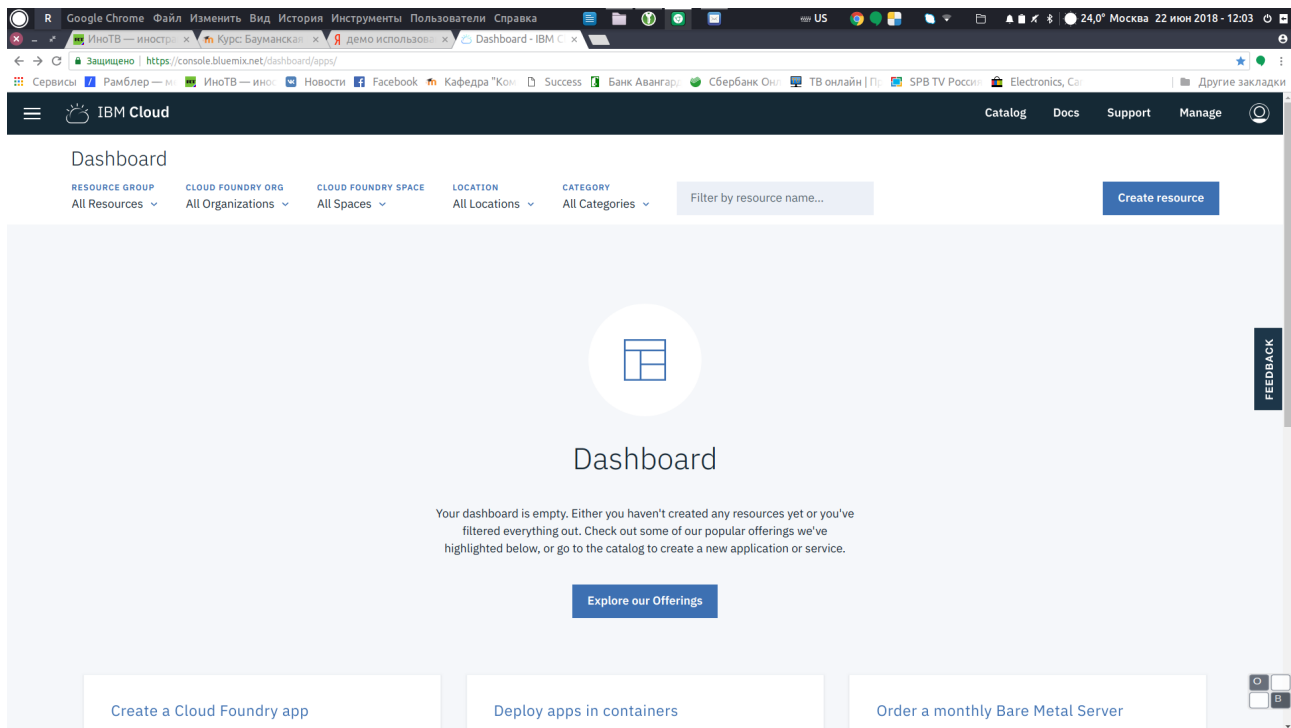 R Google Chrome Файл Изменить Вид История Инструменты Пользователи Справка US 24,0° Москва 22 июн 2018 - 12:03
ИноТВ — иностра Курс: Бауманская демо использова Dashboard - IBM C
Защищено https://console.bluemix.net/dashboard/apps/
Сервисы Рамблер — м ИноТВ — инос Новости Facebook Кафедра "Ком Success Банк Авангард Сбербанк Онл ТВ онлайн | Пр SPB TV Россия Electronics, Ca Другие закладки
IBM Cloud Catalog Docs Support Manage
Dashboard
RESOURCE GROUP CLOUD FOUNDRY ORG CLOUD FOUNDRY SPACE LOCATION CATEGORY
All Resources All Organizations All Spaces All Locations All Categories Filter by resource name... Create resource
FEEDBACK
Dashboard
Your dashboard is empty. Either you haven't created any resources yet or you've
filtered everything out. Check out some of our popular offerings we've
highlighted below, or go to the catalog to create a new application or service.
Explore our Offerings
O
B
Create a Cloud Foundry app Deploy apps in containers Order a monthly Bare Metal Server